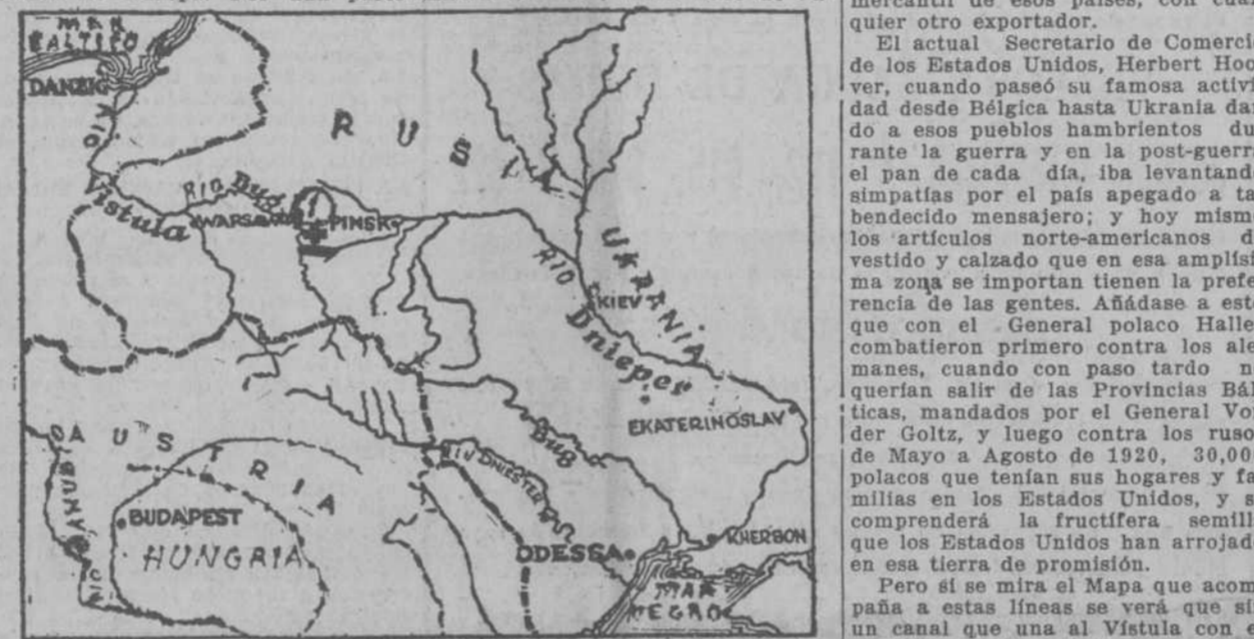 MAR
BALTICO
DANZIG
RIO
Vistula
RIO Bug
WARSAW
PINSK
RUSIA
UKRANIA
RIO
Dnieper
KIEV
EKATERINOSLAV
Bug
RIO DNIESTER
DANUBIO
AUSTRIA
BUDAPEST
HUNGRIA
RIO
ODESSA
KHERSON
MAR
NEGRO
mercantil de esos países, con cual
quier otro exportador.
El actual Secretario de Comerci
de los Estados Unidos, Herbert Hoo
ver, cuando paseó su famosa activi
dad desde Bélgica hasta Ukrania dan
do a esos pueblos hambrientos du
rante la guerra y en la post-guerra
el pan de cada día, iba levantando
simpatías por el país apegado a ta
bendecido mensajero; y hoy mism
los artículos norte-americanos d
vestido y calzado que en esa amplísi
ma zona se importan tienen la prefe
rencia de las gentes. Añádase a est
que con el General polaco Halle
combatieron primero contra los ale
manes, cuando con paso tardo n
querían salir de las Provincias Bál
ticas, mandados por el General Vo
der Goltz, y luego contra los ruso
de Mayo a Agosto de 1920, 30,00
polacos que tenían sus hogares y fa
milias en los Estados Unidos, y s
comprenderá la fructífera semill
que los Estados Unidos han arrojad
en esa tierra de promisión.
Pero si se mira el Mapa que acom
paña a estas líneas se verá que si
un canal que una al Vístula con e